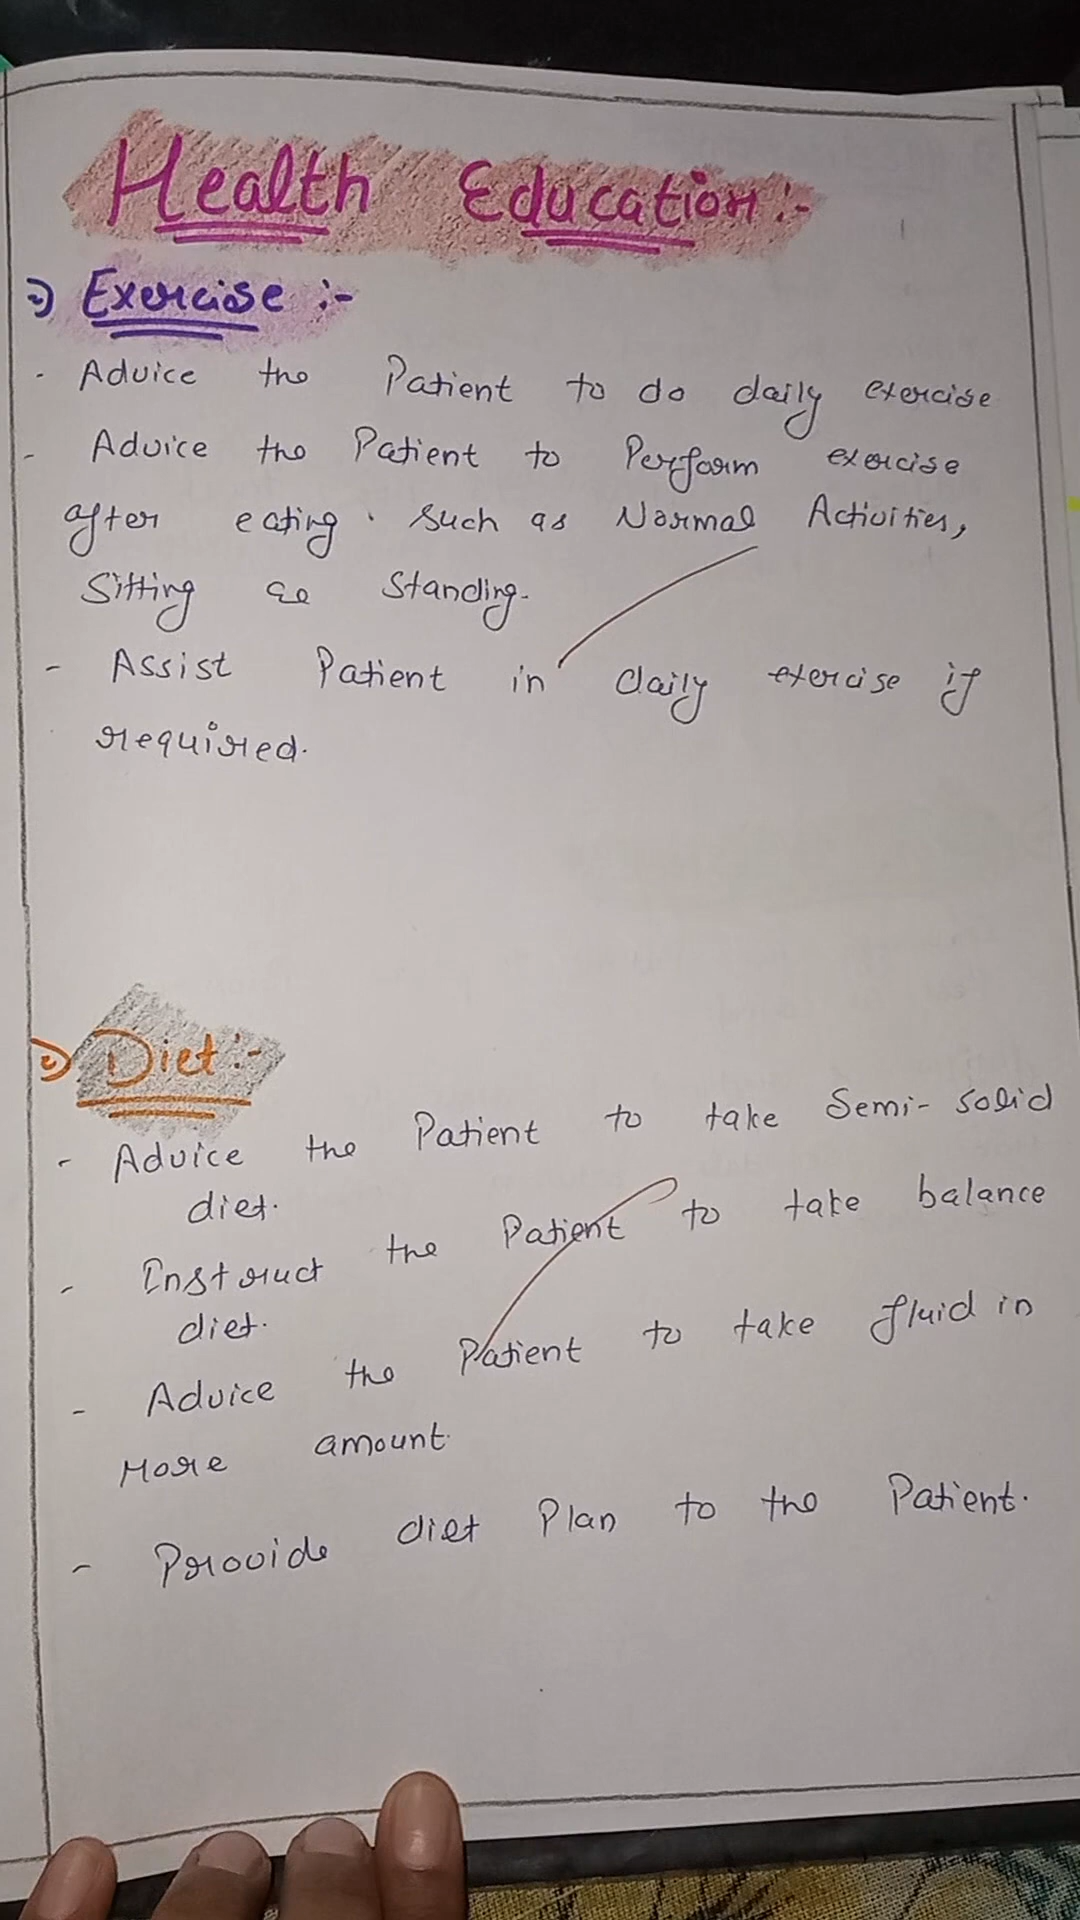 Health Education:-
Exercise :-
- Advice the Patient to do daily exercise
- Advice the Patient to Perform exercise
after eating. such as Normal Activities,
Sitting Standing.
- Assist Patient in daily exercise if
required.
Diet:-
- Advice the Patient to take Semi-solid
diet.
- Instruct the Patient to take balance
diet.
- Advice the Patient to take fluid in
More amount.
- Provide diet Plan to the Patient.